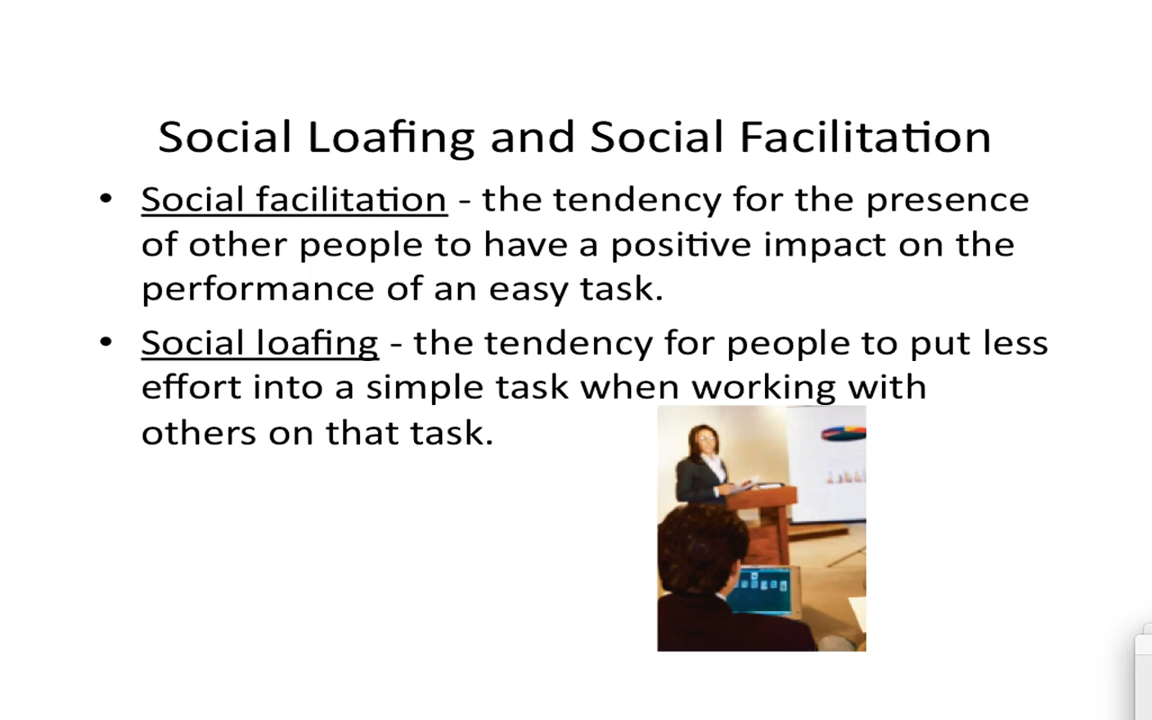 Social Loafing and Social Facilitation
• Social facilitation - the tendency for the presence
of other people to have a positive impact on the
performance of an easy task.
• Social loafing - the tendency for people to put less
effort into a simple task when working with
others on that task.